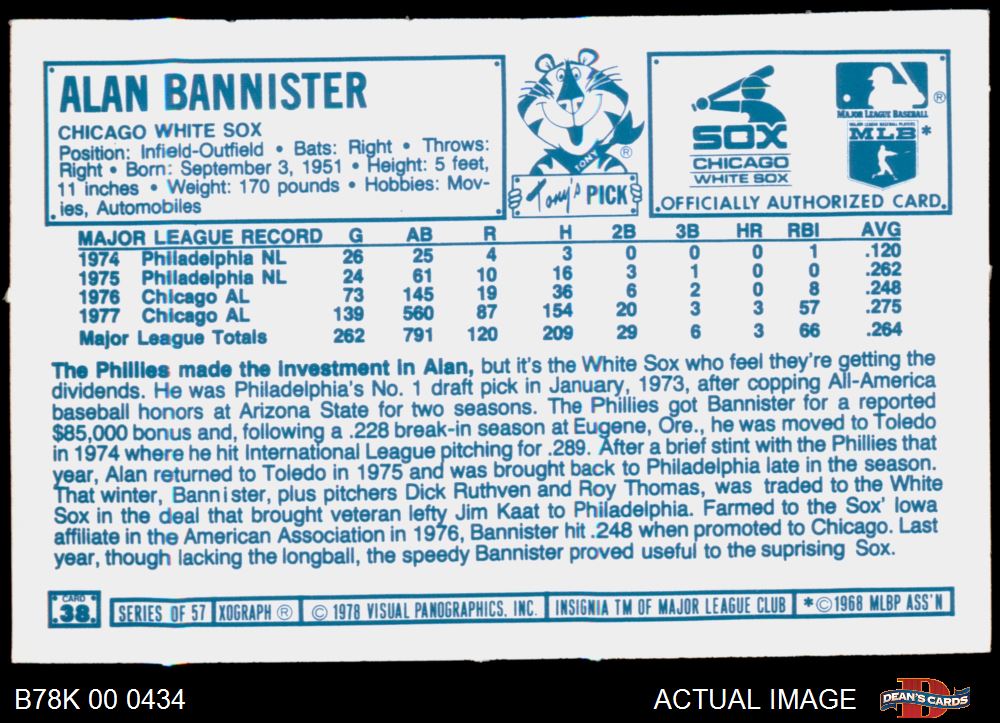 ALAN BANNISTER
CHICAGO WHITE SOX
Position: Infield-Outfield • Bats: Right • Throws:
Right • Born: September 3, 1951 • Height: 5 feet,
11 inches • Weight: 170 pounds • Hobbies: Mov-
ies, Automobiles
TONY
®
Tony's PICK
SOX
CHICAGO
WHITE SOX
®
MAJOR LEAGUE BASEBALL
MAJOR LEAGUE BASEBALL PLAYERS
MLB*
OFFICIALLY AUTHORIZED CARD
MAJOR LEAGUE RECORD G AB R H 2B 3B HR RBI AVG
1974 Philadelphia NL 26 25 4 3 0 0 0 1 .120
1975 Philadelphia NL 24 61 10 16 3 1 0 0 .262
1976 Chicago AL 73 145 19 36 6 2 0 8 .248
1977 Chicago AL 139 560 87 154 20 3 3 57 .275
Major League Totals 262 791 120 209 29 6 3 66 .264
The Phillies made the investment in Alan, but it's the White Sox who feel they're getting the
dividends. He was Philadelphia's No. 1 draft pick in January, 1973, after copping All-America
baseball honors at Arizona State for two seasons. The Phillies got Bannister for a reported
$85,000 bonus and, following a .228 break-in season at Eugene, Ore., he was moved to Toledo
in 1974 where he hit International League pitching for .289. After a brief stint with the Phillies that
year, Alan returned to Toledo in 1975 and was brought back to Philadelphia late in the season.
That winter, Bannister, plus pitchers Dick Ruthven and Roy Thomas, was traded to the White
Sox in the deal that brought veteran lefty Jim Kaat to Philadelphia. Farmed to the Sox' Iowa
affiliate in the American Association in 1976, Bannister hit .248 when promoted to Chicago. Last
year, though lacking the longball, the speedy Bannister proved useful to the suprising Sox.
CARD
38 SERIES OF 57 XOGRAPH ® © 1978 VISUAL PANOGRAPHICS, INC. INSIGNIA TM OF MAJOR LEAGUE CLUB *©1968 MLBP ASS'N
B78K 00 0434 ACTUAL IMAGE DEAN'S CARDS